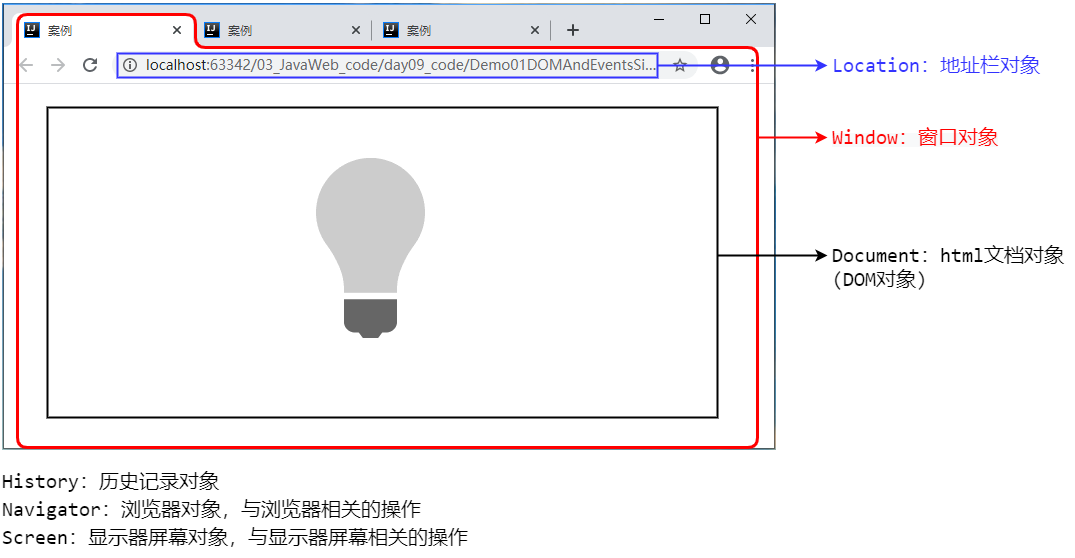 案例
案例
案例
localhost:63342/03_JavaWeb_code/day09_code/Demo01DOMAndEventsSi...
Location: 地址栏对象
Window: 窗口对象
Document: html文档对象
(DOM对象)
History: 历史记录对象
Navigator: 浏览器对象, 与浏览器相关的操作
Screen: 显示器屏幕对象, 与显示器屏幕相关的操作